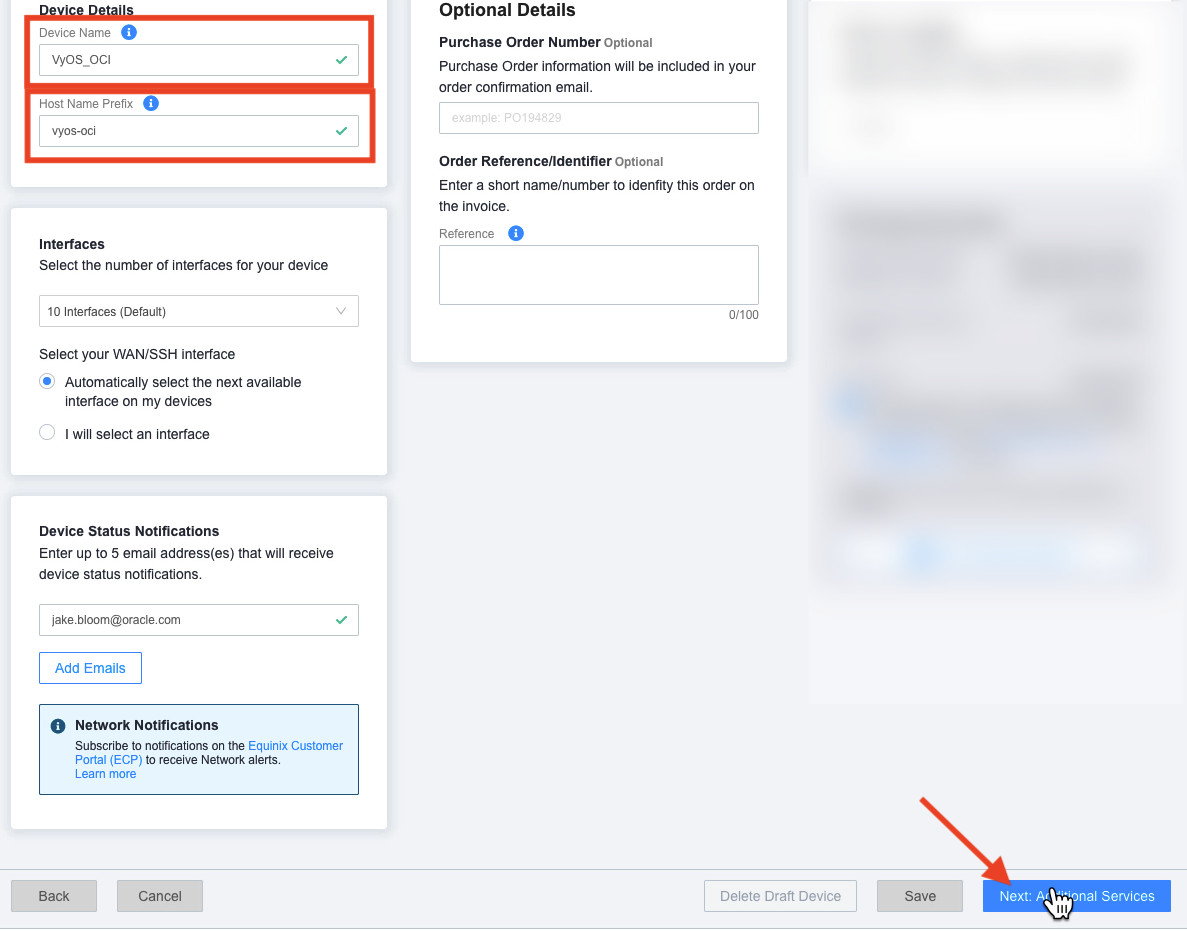 Device Details
Device Name
VyOS_OCI
Host Name Prefix
vyos-oci
Interfaces
Select the number of interfaces for your device
10 Interfaces (Default)
Select your WAN/SSH interface
Automatically select the next available
interface on my devices
I will select an interface
Device Status Notifications
Enter up to 5 email address(es) that will receive
device status notifications.
jake.bloom@oracle.com
Add Emails
Network Notifications
Subscribe to notifications on the Equinix Customer
Portal (ECP) to receive Network alerts.
Learn more
Optional Details
Purchase Order Number Optional
Purchase Order information will be included in your
order confirmation email.
example: PO194829
Order Reference/Identifier Optional
Enter a short name/number to idenfity this order on
the invoice.
Reference
0/100
Back
Cancel
Delete Draft Device
Save
Next: Additional Services